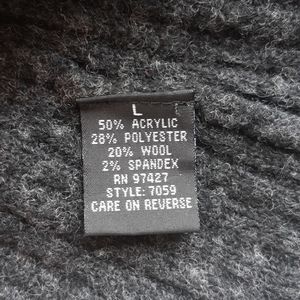 L
50% ACRYLIC
28% POLYESTER
20% WOOL
2% SPANDEX
RN 97427
STYLE: 7059
CARE ON REVERSE